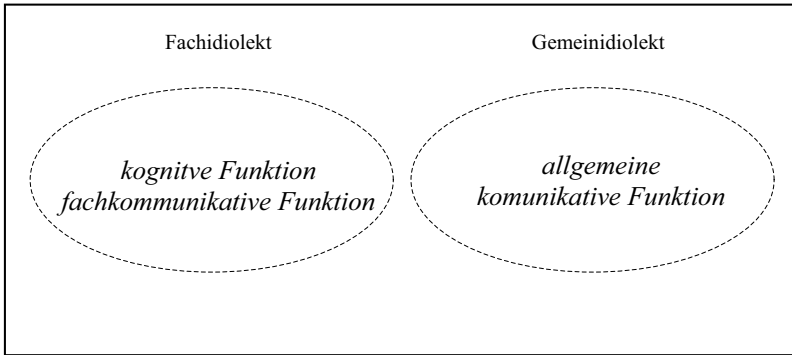 Fachidiolekt
Gemeinidiolekt
kognitve Funktion
fachkommunikative Funktion
allgemeine
komunikative Funktion